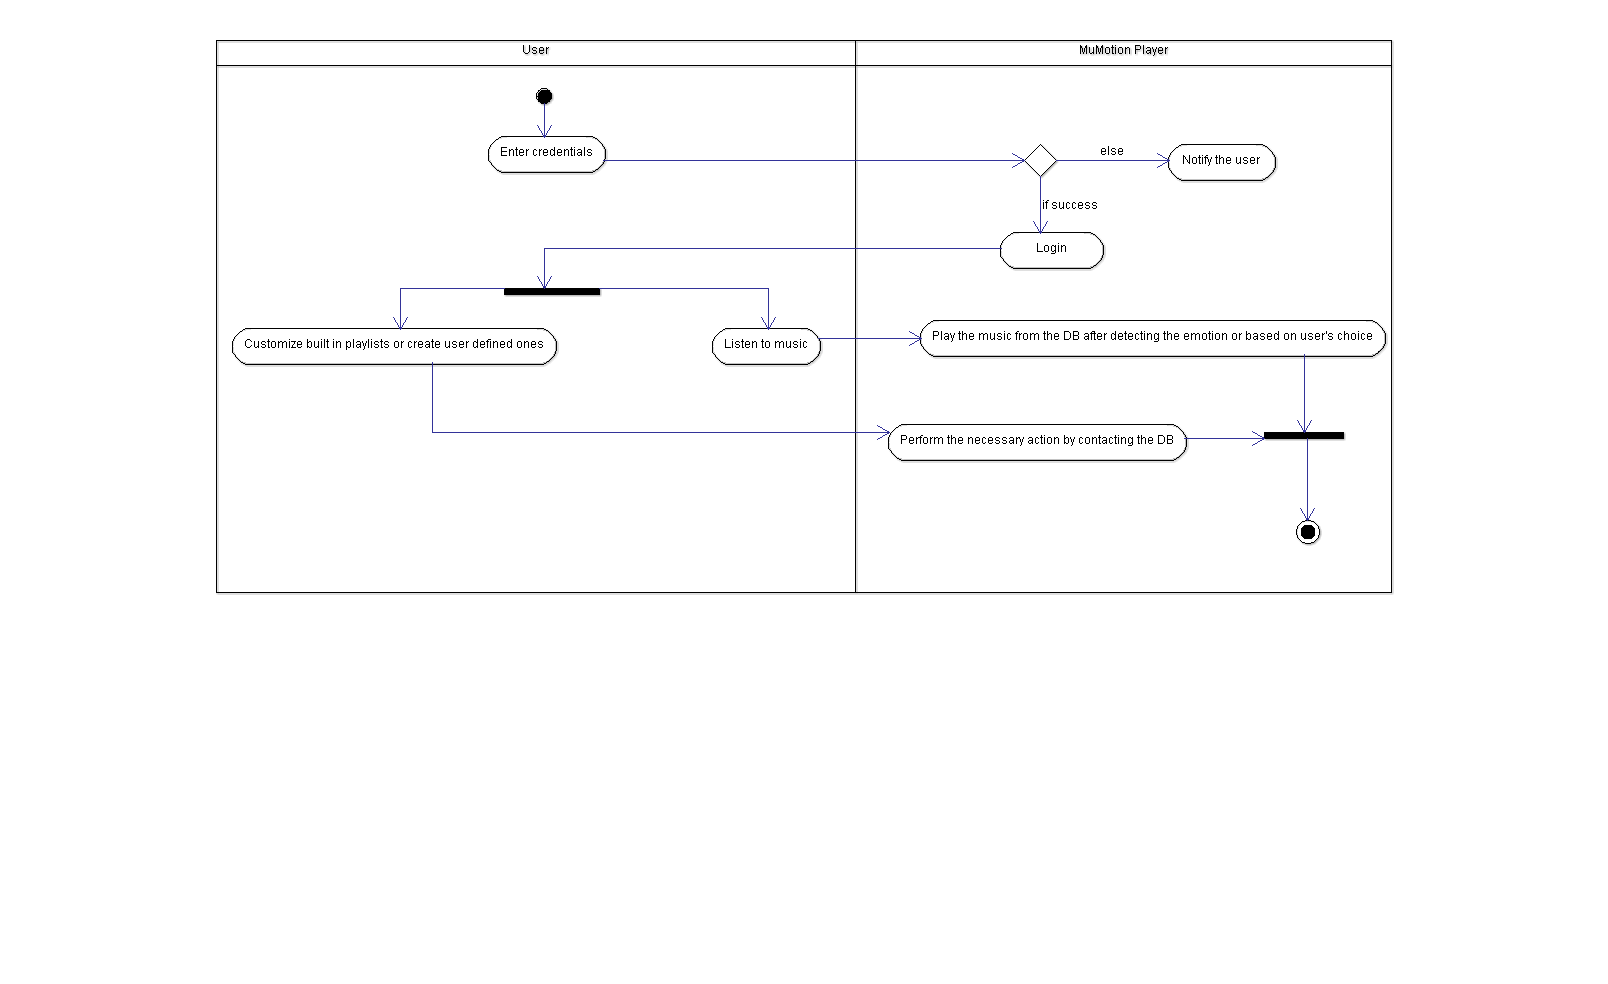 User
MuMotion Player
Enter credentials
else
Notify the user
if success
Login
Customize built in playlists or create user defined ones
Listen to music
Play the music from the DB after detecting the emotion or based on user's choice
Perform the necessary action by contacting the DB